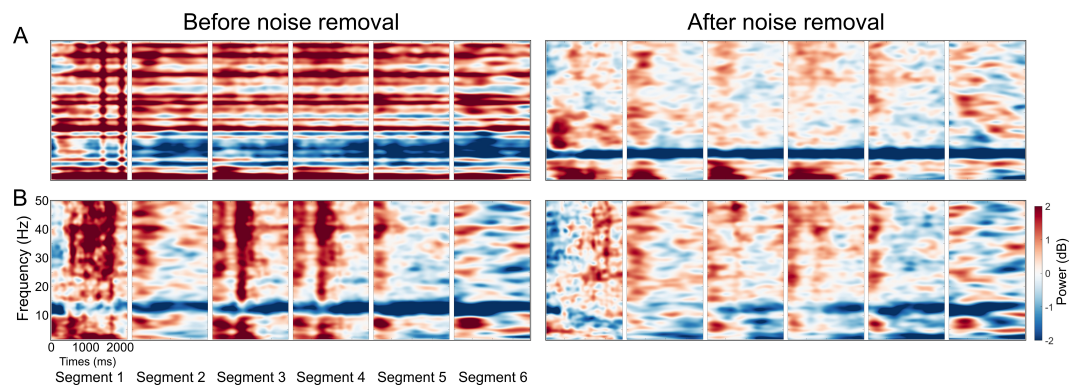 Before noise removal
After noise removal
A
B
50
40
30
20
10
Frequency (Hz)
0 1000 2000
Times (ms)
Segment 1 Segment 2 Segment 3 Segment 4 Segment 5 Segment 6
2
1
0
-1
-2
Power (dB)